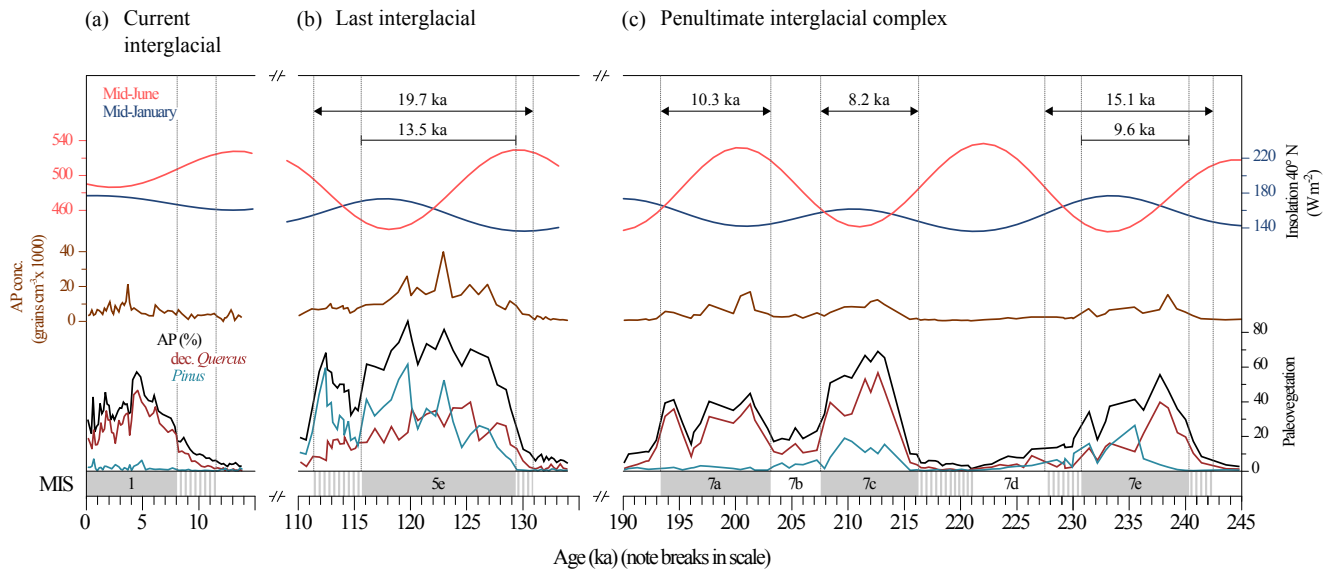 (a) Current
interglacial
(b) Last interglacial
(c) Penultimate interglacial complex
Mid-June
Mid-January
19.7 ka
13.5 ka
10.3 ka
8.2 ka
15.1 ka
9.6 ka
540
500
460
220
180
140
Insolation 40° N
(W m-2)
AP conc.
(grains cm3 x 1000)
40
20
0
AP (%)
dec. Quercus
Pinus
80
60
40
20
0
Paleovegetation
MIS
1
5e
7a
7b
7c
7d
7e
0 5 10
110 115 120 125 130
190 195 200 205 210 215 220 225 230 235 240 245
Age (ka) (note breaks in scale)